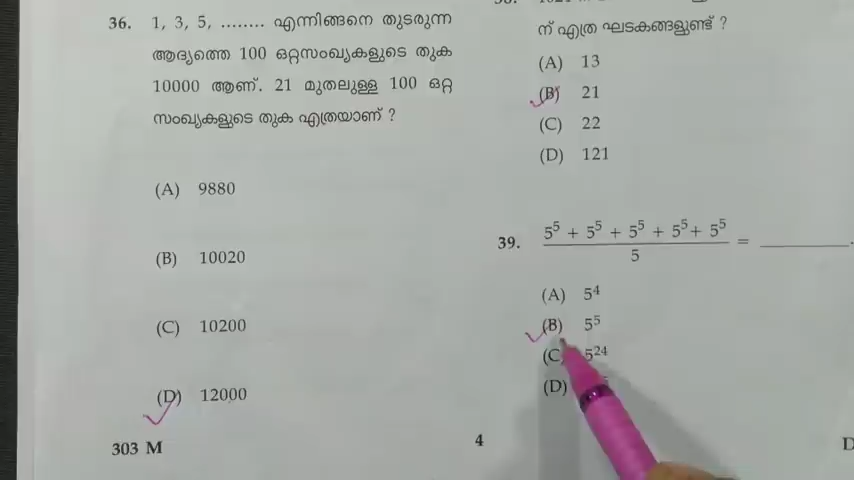 36. 1, 3, 5, ........ എന്നിങ്ങനെ തുടരുന്ന
ആദ്യത്തെ 100 ഒറ്റസംഖ്യകളുടെ തുക
10000 ആണ്. 21 മുതലുള്ള 100 ഒറ്റ
സംഖ്യകളുടെ തുക എത്രയാണ് ?
(A) 9880
(B) 10020
(C) 10200
(D) 12000
303 M
ന് എത്ര ഘടകങ്ങളുണ്ട് ?
(A) 13
(B) 21
(C) 22
(D) 121
39. 5⁵ + 5⁵ + 5⁵ + 5⁵+ 5⁵
5
= ________.
(A) 5⁴
(B) 5⁵
(C) 5²⁴
(D)
4
D